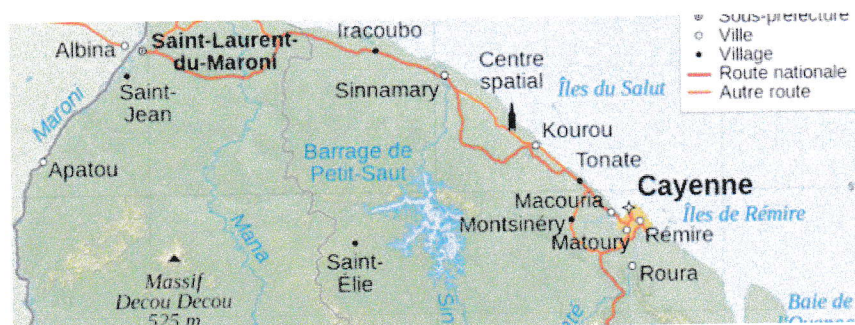 Sous-préfecture
Ville
Village
Route nationale
Autre route
Albina
Saint-Laurent-
du-Maroni
Iracoubo
Centre
spatial
Sinnamary
Îles du Salut
Saint-
Jean
Maroni
Kourou
Apatou
Barrage de
Petit-Saut
Tonate
Cayenne
Macouria
Montsinéry
Îles de Rémire
Mana
Matoury
Rémire
Saint-
Élie
Roura
Massif
Decou Decou
525 m
Sin
Baie de